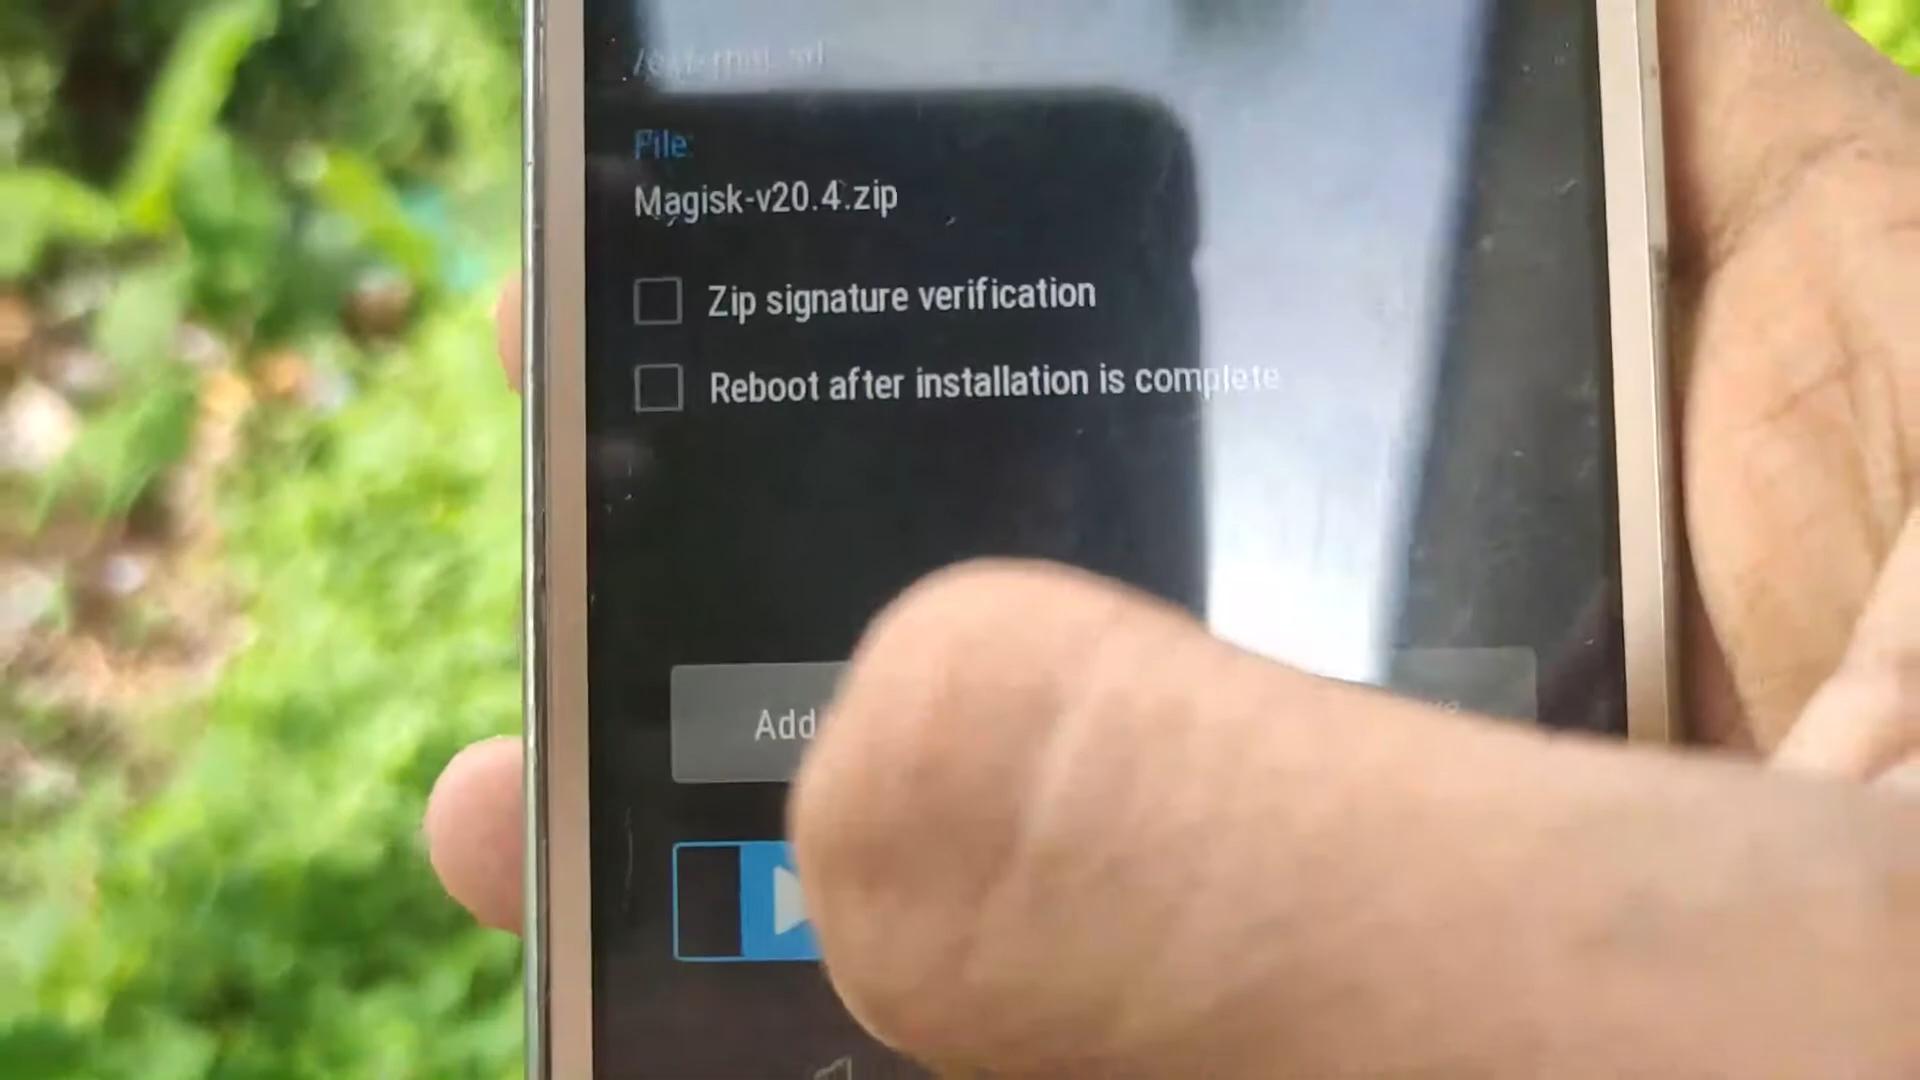 File:
Magisk-v20.4.zip
Zip signature verification
Reboot after installation is complete
Add